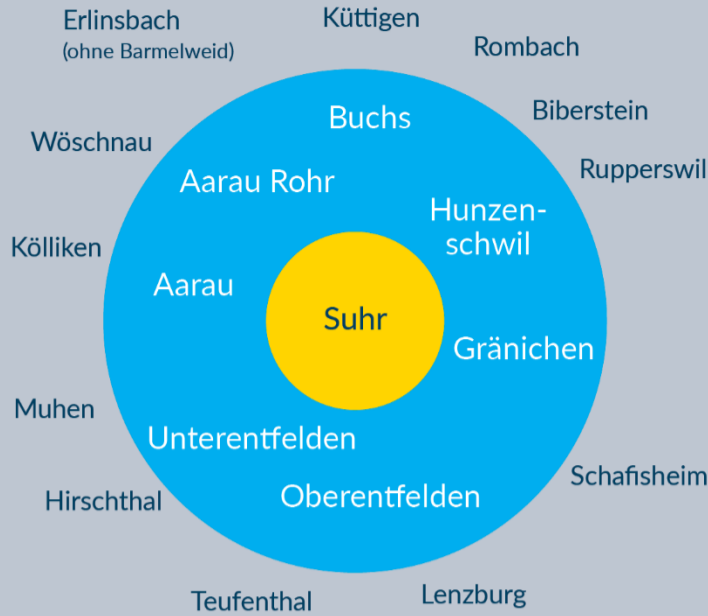 Erlinsbach
(ohne Barmelweid)
Küttigen
Rombach
Buchs
Biberstein
Wöschnau
Rupperswil
Aarau Rohr
Hunzen-
schwil
Kölliken
Aarau
Suhr
Gränichen
Muhen
Unterentfelden
Schafisheim
Hirschthal
Oberentfelden
Teufenthal
Lenzburg